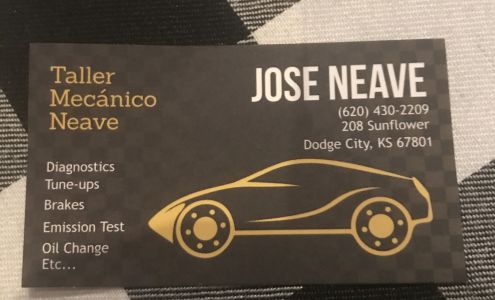 Taller
Mecánico
Neave
JOSE NEAVE
(620) 430-2209
208 Sunflower
Dodge City, KS 67801
Diagnostics
Tune-ups
Brakes
Emission Test
Oil Change
Etc...